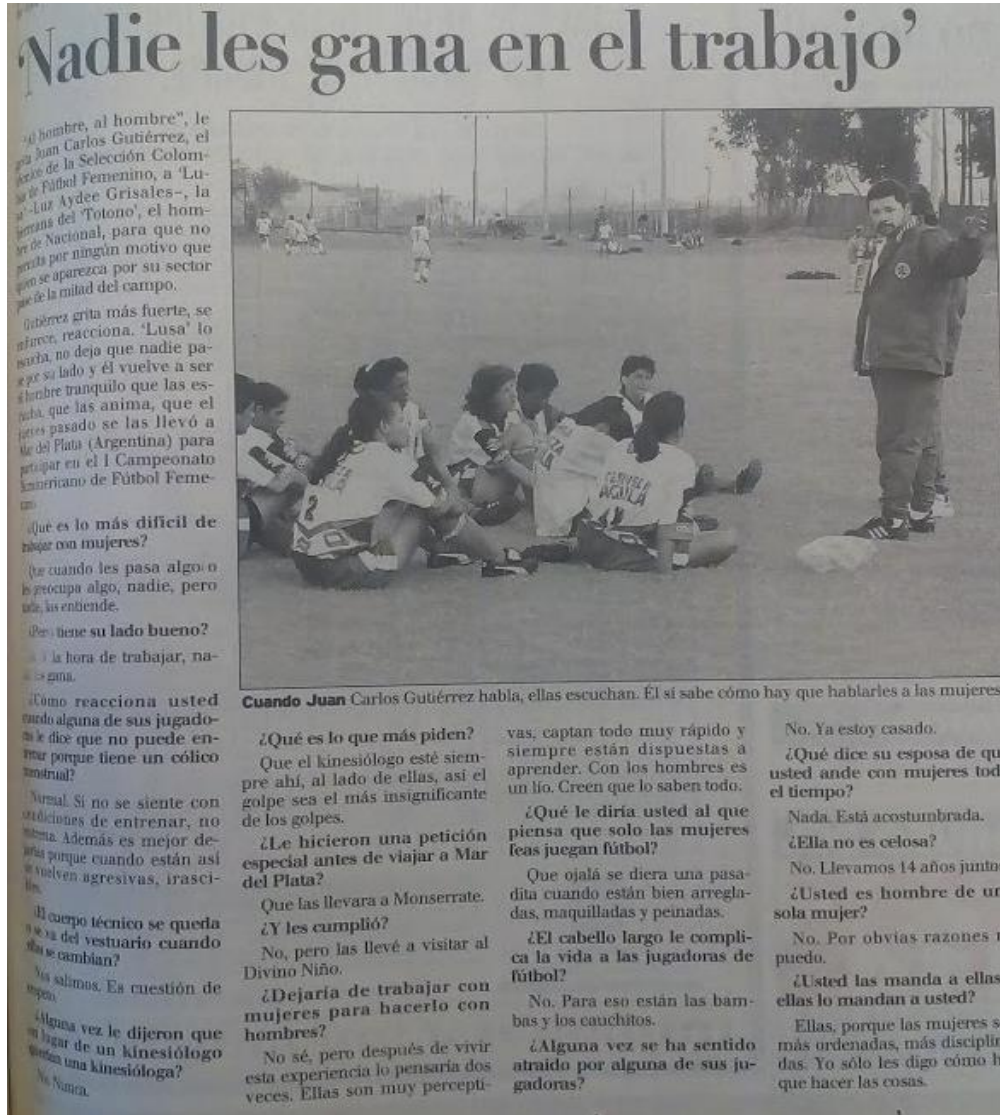 'Nadie les gana en el trabajo'
hombre, al hombre", le
Juan Carlos Gutiérrez, el
de la Selección Colom-
de Fútbol Femenino, a 'Lu-
-Luz Aydee Grisales-, la
del 'Totono', el hom-
de Nacional, para que no
por ningún motivo que
se aparezca por su sector
de la mitad del campo.
Gutiérrez grita más fuerte, se
reacciona. 'Lusa' lo
no deja que nadie pa-
por su lado y él vuelve a ser
hombre tranquilo que las es-
que las anima, que el
pasado se las llevó a
del Plata (Argentina) para
en el I Campeonato
de Fútbol Feme-
¿Qué es lo más difícil de
trabajar con mujeres?
Que cuando les pasa algo o
les preocupa algo, nadie, pero
nadie, las entiende.
¿Pero tiene su lado bueno?
la hora de trabajar, na-
gana.
¿Cómo reacciona usted
cuando alguna de sus jugado-
le dice que no puede en-
porque tiene un cólico
menstrual?
Normal. Si no se siente con
condiciones de entrenar, no
Además es mejor de-
porque cuando están así
se vuelven agresivas, irasci-
¿El cuerpo técnico se queda
o se va del vestuario cuando
ellas se cambian?
Nos salimos. Es cuestión de
¿Alguna vez le dijeron que
en lugar de un kinesiólogo
una kinesióloga?
No. Nunca.
PERVELA
AGUILA
2
Cuando Juan Carlos Gutiérrez habla, ellas escuchan. Él sí sabe cómo hay que hablarles a las mujeres
¿Qué es lo que más piden?
Que el kinesiólogo esté siem-
pre ahí, al lado de ellas, así el
golpe sea el más insignificante
de los golpes.
¿Le hicieron una petición
especial antes de viajar a Mar
del Plata?
Que las llevara a Monserrate.
¿Y les cumplió?
No, pero las llevé a visitar al
Divino Niño.
¿Dejaría de trabajar con
mujeres para hacerlo con
hombres?
No sé, pero después de vivir
esta experiencia lo pensaría dos
veces. Ellas son muy percepti-
vas, captan todo muy rápido y
siempre están dispuestas a
aprender. Con los hombres es
un lío. Creen que lo saben todo.
¿Qué le diría usted al que
piensa que solo las mujeres
feas juegan fútbol?
Que ojalá se diera una pasa-
dita cuando están bien arregla-
das, maquilladas y peinadas.
¿El cabello largo le compli-
ca la vida a las jugadoras de
fútbol?
No. Para eso están las bam-
bas y los cauchitos.
¿Alguna vez se ha sentido
atraído por alguna de sus ju-
gadoras?
No. Ya estoy casado.
¿Qué dice su esposa de qu
usted ande con mujeres tod
el tiempo?
Nada. Está acostumbrada.
¿Ella no es celosa?
No. Llevamos 14 años junto
¿Usted es hombre de un
sola mujer?
No. Por obvias razones n
puedo.
¿Usted las manda a ellas
ellas lo mandan a usted?
Ellas, porque las mujeres s
más ordenadas, más disciplin
das. Yo sólo les digo cómo h
que hacer las cosas.